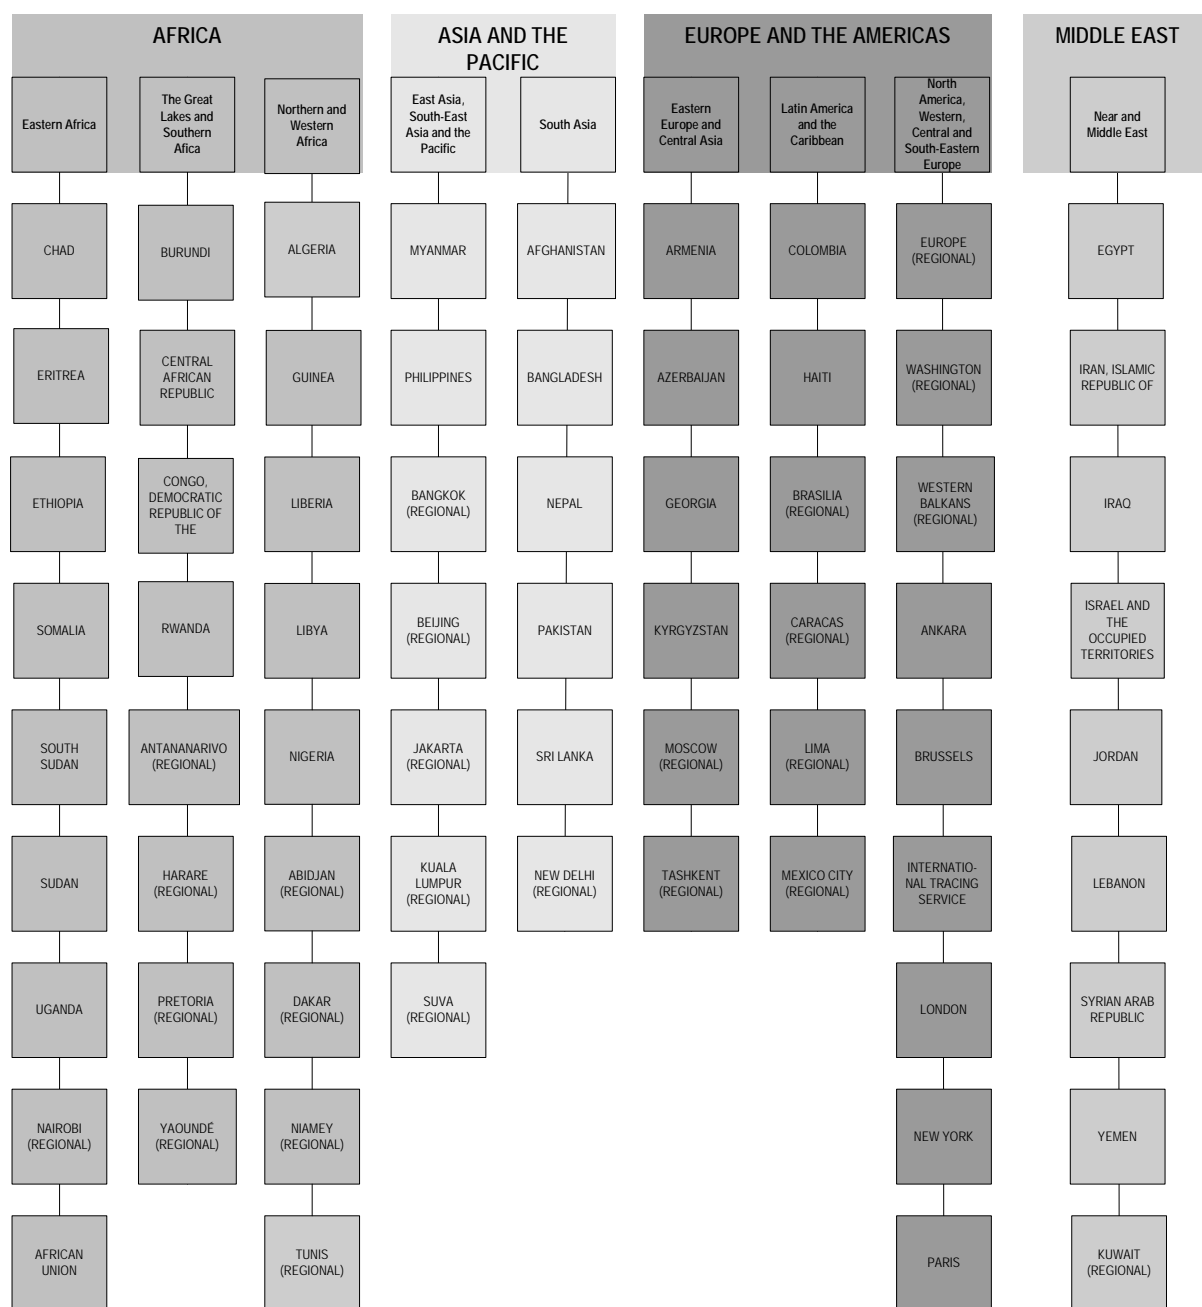 AFRICA
Eastern Africa
CHAD
ERITREA
ETHIOPIA
SOMALIA
SOUTH
SUDAN
SUDAN
UGANDA
NAIROBI
(REGIONAL)
AFRICAN
UNION
The Great
Lakes and
Southern
Afica
BURUNDI
CENTRAL
AFRICAN
REPUBLIC
CONGO,
DEMOCRATIC
REPUBLIC OF
THE
RWANDA
ANTANANARIVO
(REGIONAL)
HARARE
(REGIONAL)
PRETORIA
(REGIONAL)
YAOUNDÉ
(REGIONAL)
Northern and
Western
Africa
ALGERIA
GUINEA
LIBERIA
LIBYA
NIGERIA
ABIDJAN
(REGIONAL)
DAKAR
(REGIONAL)
NIAMEY
(REGIONAL)
TUNIS
(REGIONAL)
ASIA AND THE
PACIFIC
East Asia,
South-East
Asia and the
Pacific
MYANMAR
PHILIPPINES
BANGKOK
(REGIONAL)
BEIJING
(REGIONAL)
JAKARTA
(REGIONAL)
KUALA
LUMPUR
(REGIONAL)
SUVA
(REGIONAL)
South Asia
AFGHANISTAN
BANGLADESH
NEPAL
PAKISTAN
SRI LANKA
NEW DELHI
(REGIONAL)
EUROPE AND THE AMERICAS
Eastern
Europe and
Central Asia
ARMENIA
AZERBAIJAN
GEORGIA
KYRGYZSTAN
MOSCOW
(REGIONAL)
TASHKENT
(REGIONAL)
Latin America
and the
Caribbean
COLOMBIA
HAITI
BRASILIA
(REGIONAL)
CARACAS
(REGIONAL)
LIMA
(REGIONAL)
MEXICO CITY
(REGIONAL)
North
America,
Western,
Central and
South-Eastern
Europe
EUROPE
(REGIONAL)
WASHINGTON
(REGIONAL)
WESTERN
BALKANS
(REGIONAL)
ANKARA
BRUSSELS
INTERNATIO-
NAL TRACING
SERVICE
LONDON
NEW YORK
PARIS
MIDDLE EAST
Near and
Middle East
EGYPT
IRAN, ISLAMIC
REPUBLIC OF
IRAQ
ISRAEL AND
THE
OCCUPIED
TERRITORIES
JORDAN
LEBANON
SYRIAN ARAB
REPUBLIC
YEMEN
KUWAIT
(REGIONAL)